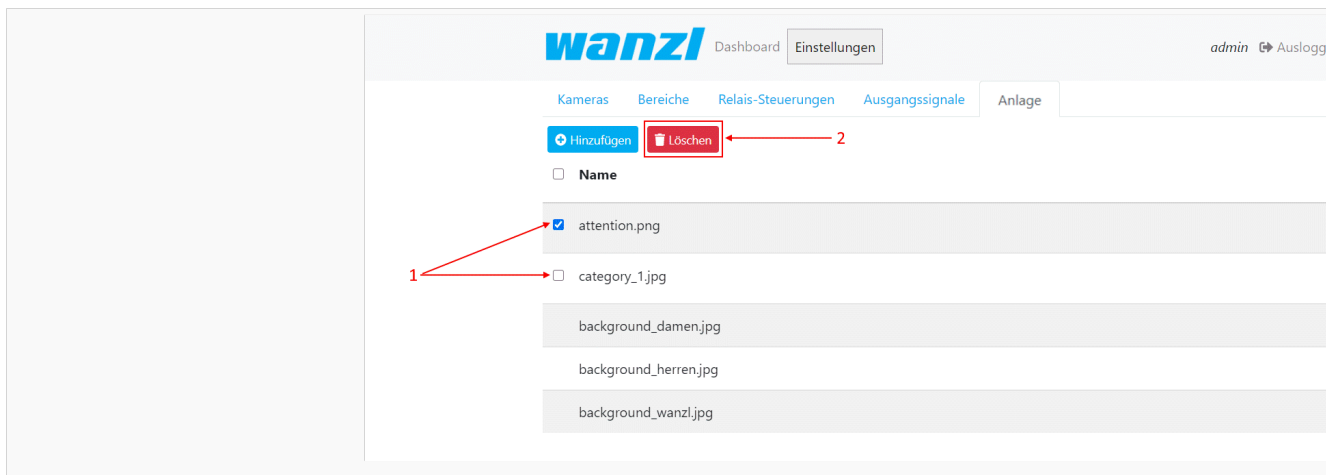 wanzl Dashboard Einstellungen admin Auslogg
Kameras Bereiche Relais-Steuerungen Ausgangssignale Anlage
Hinzufügen Löschen 2
Name
attention.png
1 category_1.jpg
background_damen.jpg
background_herren.jpg
background_wanzl.jpg